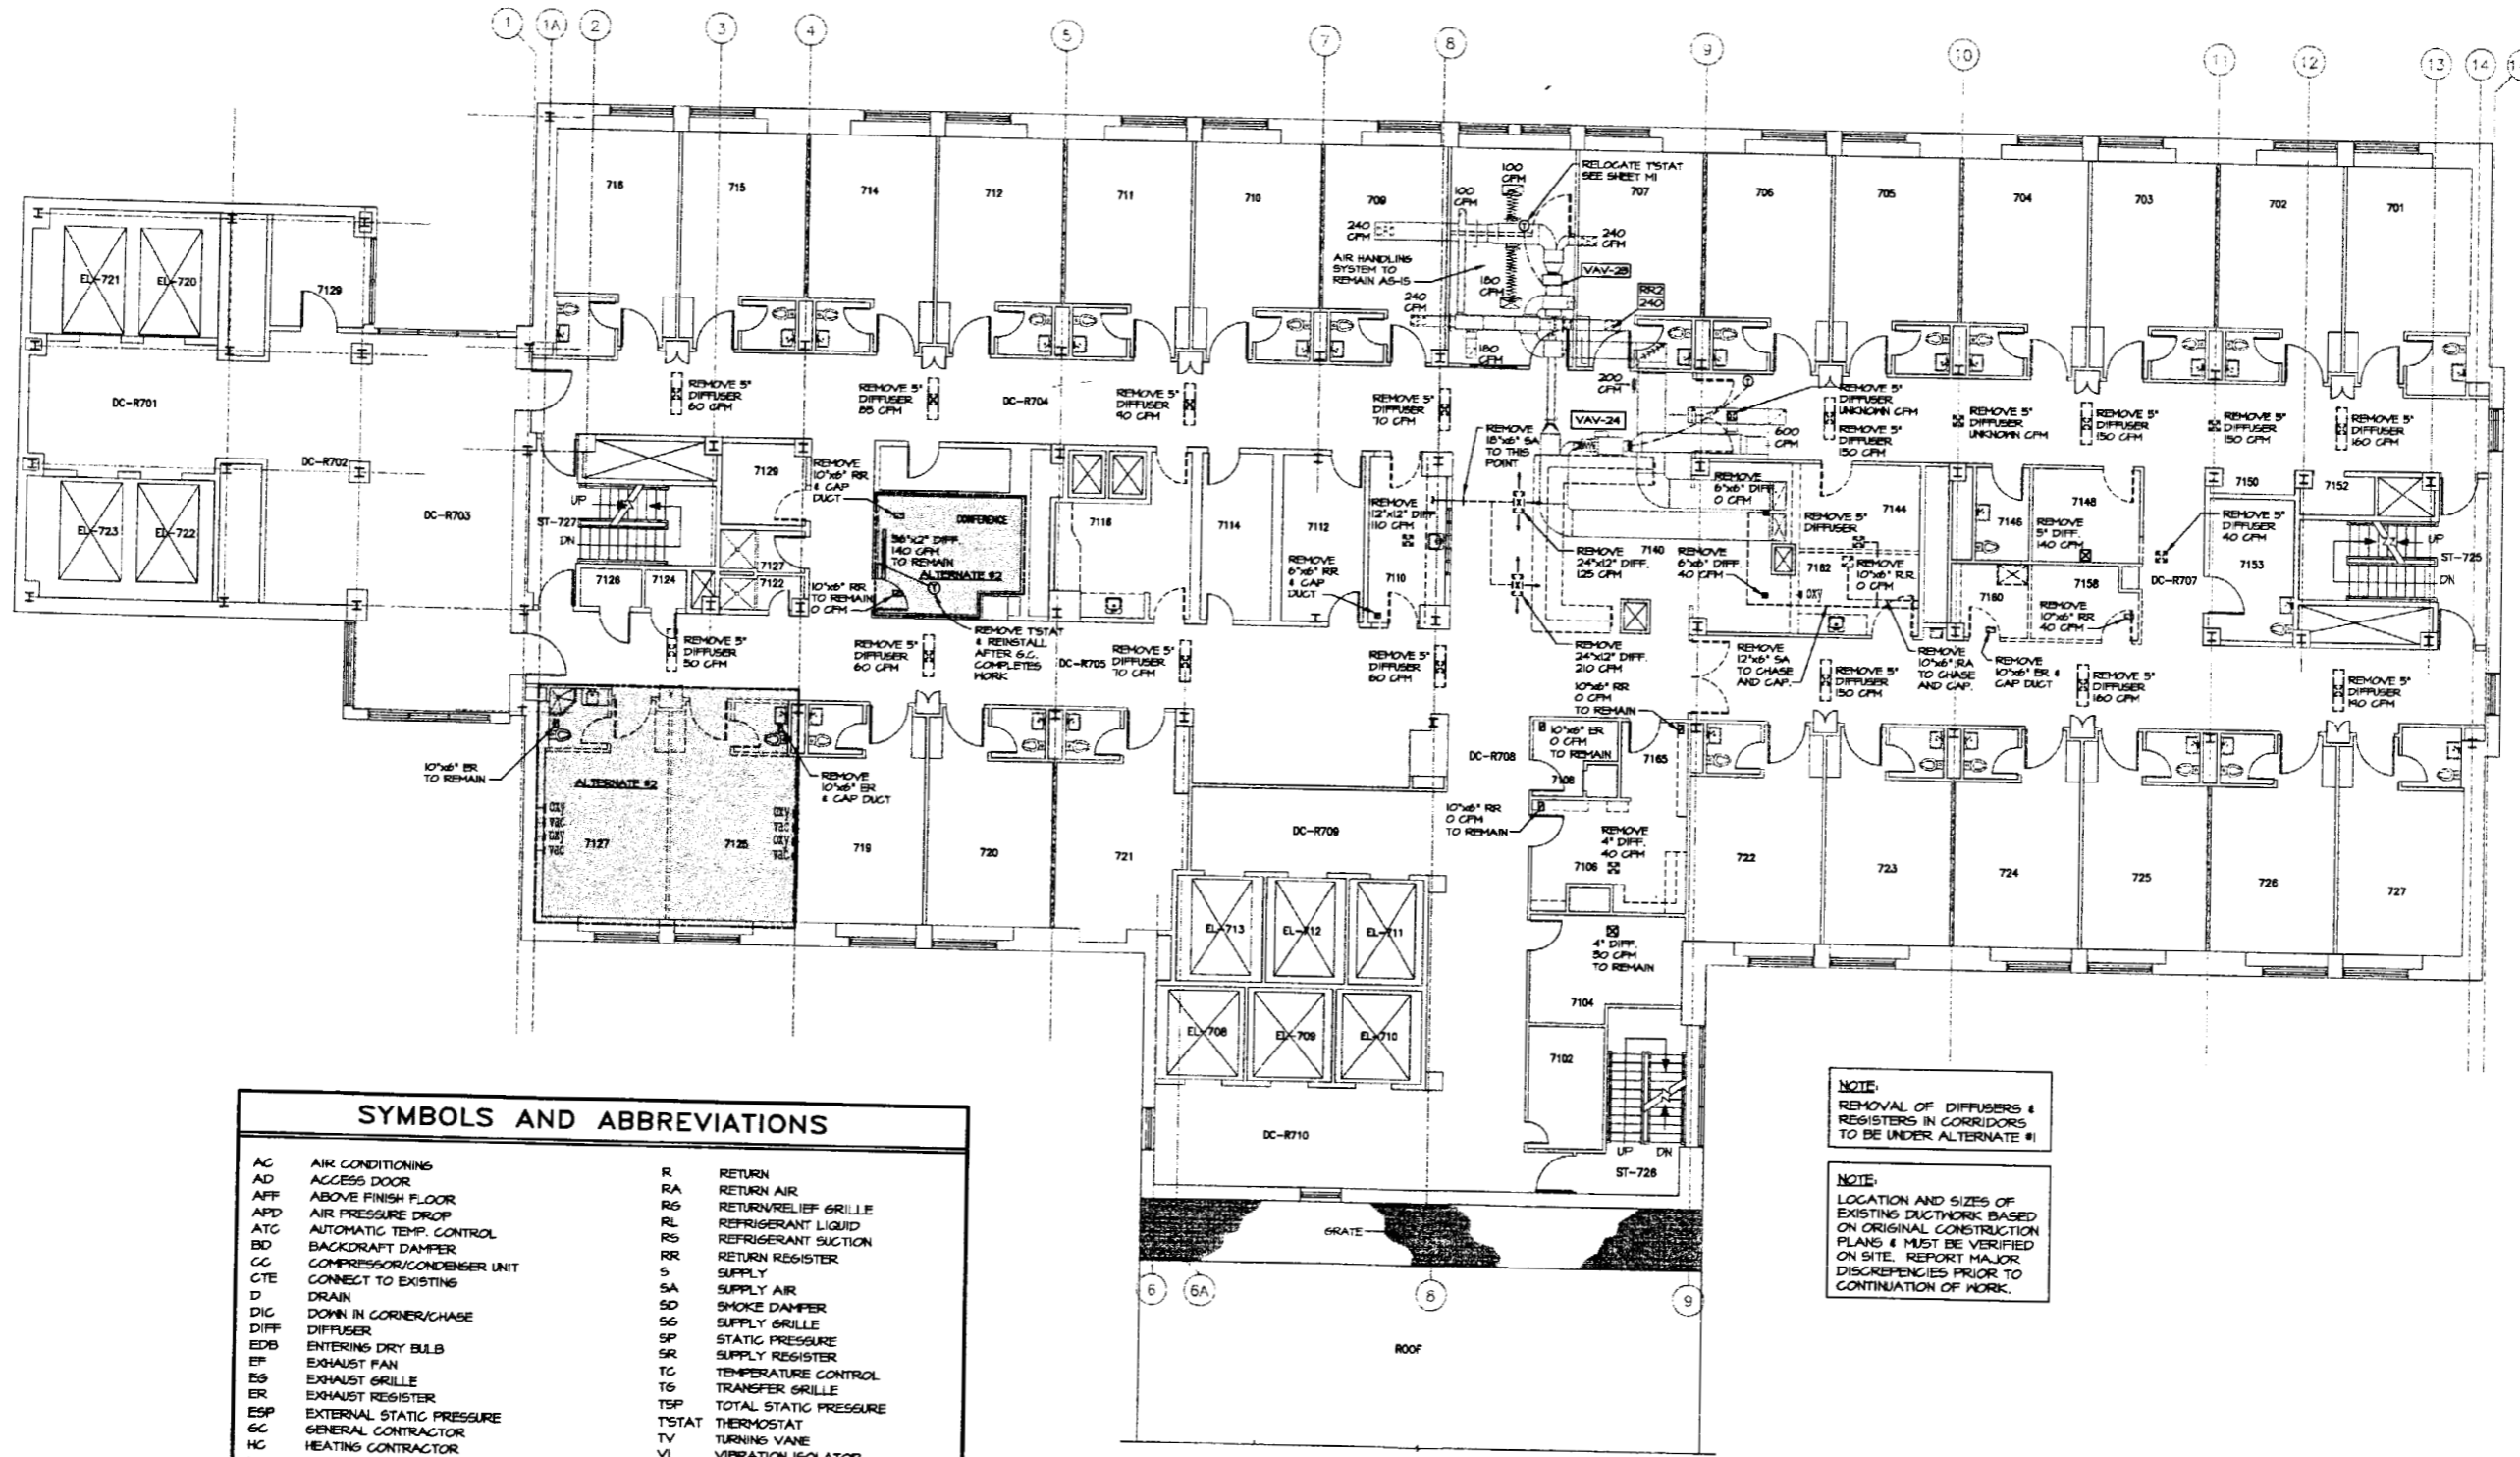 1
1A
2
3
4
5
7
8
9
10
11
12
13
14
716
715
714
712
711
710
709
707
706
705
704
703
702
701
100
CFM
100
CFM
RELOCATE T'STAT
SEE SHEET M1
240
CFM
240
CFM
AIR HANDLING
SYSTEM TO
REMAIN AS-IS
180
CFM
VAV-23
RR2
240
240
CFM
180
CFM
200
CFM
VAV-24
600
CFM
EL-721
EL-720
7129
DC-R701
DC-R702
DC-R703
EL-723
EL-722
REMOVE 5"
DIFFUSER
60 CFM
REMOVE 5"
DIFFUSER
85 CFM
DC-R704
REMOVE 5"
DIFFUSER
40 CFM
REMOVE 5"
DIFFUSER
70 CFM
REMOVE
18"x6" SA
TO THIS
POINT
REMOVE 5"
DIFFUSER
UNKNOWN CFM
REMOVE 5"
DIFFUSER
150 CFM
REMOVE 5"
DIFFUSER
UNKNOWN CFM
REMOVE 5"
DIFFUSER
150 CFM
REMOVE 5"
DIFFUSER
150 CFM
REMOVE 5"
DIFFUSER
160 CFM
UP
ST-727
DN
7129
7127
7122
7126
7124
REMOVE
10"x6" RR
& CAP
DUCT
CONFERENCE
36"x2" DIFF.
140 CFM
TO REMAIN
ALTERNATE #2
10"x6" RR
TO REMAIN
0 CFM
REMOVE T'STAT
& REINSTALL
AFTER G.C.
COMPLETES
WORK
7116
7114
7112
REMOVE
6"x6" RR
& CAP
DUCT
REMOVE
12"x12" DIFF
110 CFM
7110
REMOVE
24"x12" DIFF.
125 CFM
7140
REMOVE
6"x6" DIFF.
40 CFM
REMOVE
6"x6" DIFF.
0 CFM
REMOVE 5"
DIFFUSER
7144
7162
OXY
REMOVE
10"x6" R.R.
0 CFM
7146
7148
REMOVE
5" DIFF.
140 CFM
7160
7158
REMOVE
10"x6" RR
40 CFM
DC-R707
7150
7152
REMOVE 5"
DIFFUSER
40 CFM
7153
UP
ST-725
DN
REMOVE 5"
DIFFUSER
50 CFM
REMOVE 5"
DIFFUSER
60 CFM
DC-R705
REMOVE 5"
DIFFUSER
70 CFM
REMOVE 5"
DIFFUSER
60 CFM
REMOVE
24"x12" DIFF.
210 CFM
10"x6" RR
0 CFM
TO REMAIN
REMOVE
12"x6" SA
TO CHASE
AND CAP.
REMOVE 5"
DIFFUSER
150 CFM
REMOVE
10"x6" RA
TO CHASE
AND CAP.
REMOVE
10"x6" ER &
CAP DUCT
REMOVE 5"
DIFFUSER
160 CFM
REMOVE 5"
DIFFUSER
140 CFM
10"x6" ER
TO REMAIN
ALTERNATE #2
REMOVE
10"x6" ER
& CAP DUCT
OXY
VAC
OXY
VAC
7127
7125
OXY
VAC
OXY
VAC
719
720
721
DC-R708
10"x6" ER
0 CFM
TO REMAIN
7108
7165
10"x6" RR
0 CFM
TO REMAIN
REMOVE
4" DIFF.
40 CFM
7106
722
723
724
725
726
727
DC-R709
EL-713
EL-712
EL-711
EL-708
EL-709
EL-710
4" DIFF.
50 CFM
TO REMAIN
7104
7102
UP DN
ST-726
DC-R710
GRATE
6
6A
8
9
ROOF
NOTE:
REMOVAL OF DIFFUSERS &
REGISTERS IN CORRIDORS
TO BE UNDER ALTERNATE #1
NOTE:
LOCATION AND SIZES OF
EXISTING DUCTWORK BASED
ON ORIGINAL CONSTRUCTION
PLANS & MUST BE VERIFIED
ON SITE. REPORT MAJOR
DISCREPENCIES PRIOR TO
CONTINUATION OF WORK.
SYMBOLS AND ABBREVIATIONS
AC AIR CONDITIONING
AD ACCESS DOOR
AFF ABOVE FINISH FLOOR
APD AIR PRESSURE DROP
ATC AUTOMATIC TEMP. CONTROL
BD BACKDRAFT DAMPER
CC COMPRESSOR/CONDENSER UNIT
CTE CONNECT TO EXISTING
D DRAIN
DIC DOWN IN CORNER/CHASE
DIFF DIFFUSER
EDB ENTERING DRY BULB
EF EXHAUST FAN
EG EXHAUST GRILLE
ER EXHAUST REGISTER
ESP EXTERNAL STATIC PRESSURE
GC GENERAL CONTRACTOR
HC HEATING CONTRACTOR
R RETURN
RA RETURN AIR
RG RETURN/RELIEF GRILLE
RL REFRIGERANT LIQUID
RS REFRIGERANT SUCTION
RR RETURN REGISTER
S SUPPLY
SA SUPPLY AIR
SD SMOKE DAMPER
SG SUPPLY GRILLE
SP STATIC PRESSURE
SR SUPPLY REGISTER
TC TEMPERATURE CONTROL
TG TRANSFER GRILLE
TSP TOTAL STATIC PRESSURE
T'STAT THERMOSTAT
TV TURNING VANE
VI VIBRATION ISOLATOR